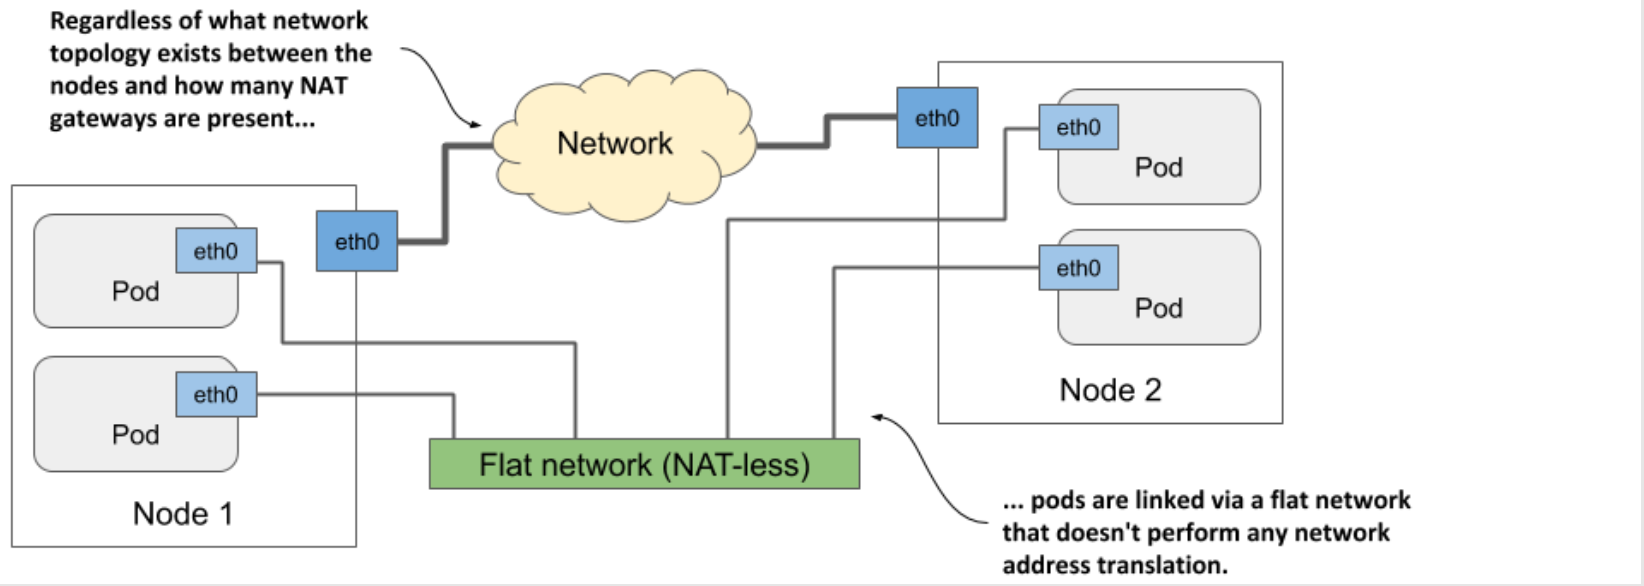 Regardless of what network
topology exists between the
nodes and how many NAT
gateways are present...
Network
eth0
eth0
Pod
eth0
Pod
Node 2
eth0
eth0
Pod
eth0
Pod
Node 1
Flat network (NAT-less)
... pods are linked via a flat network
that doesn't perform any network
address translation.